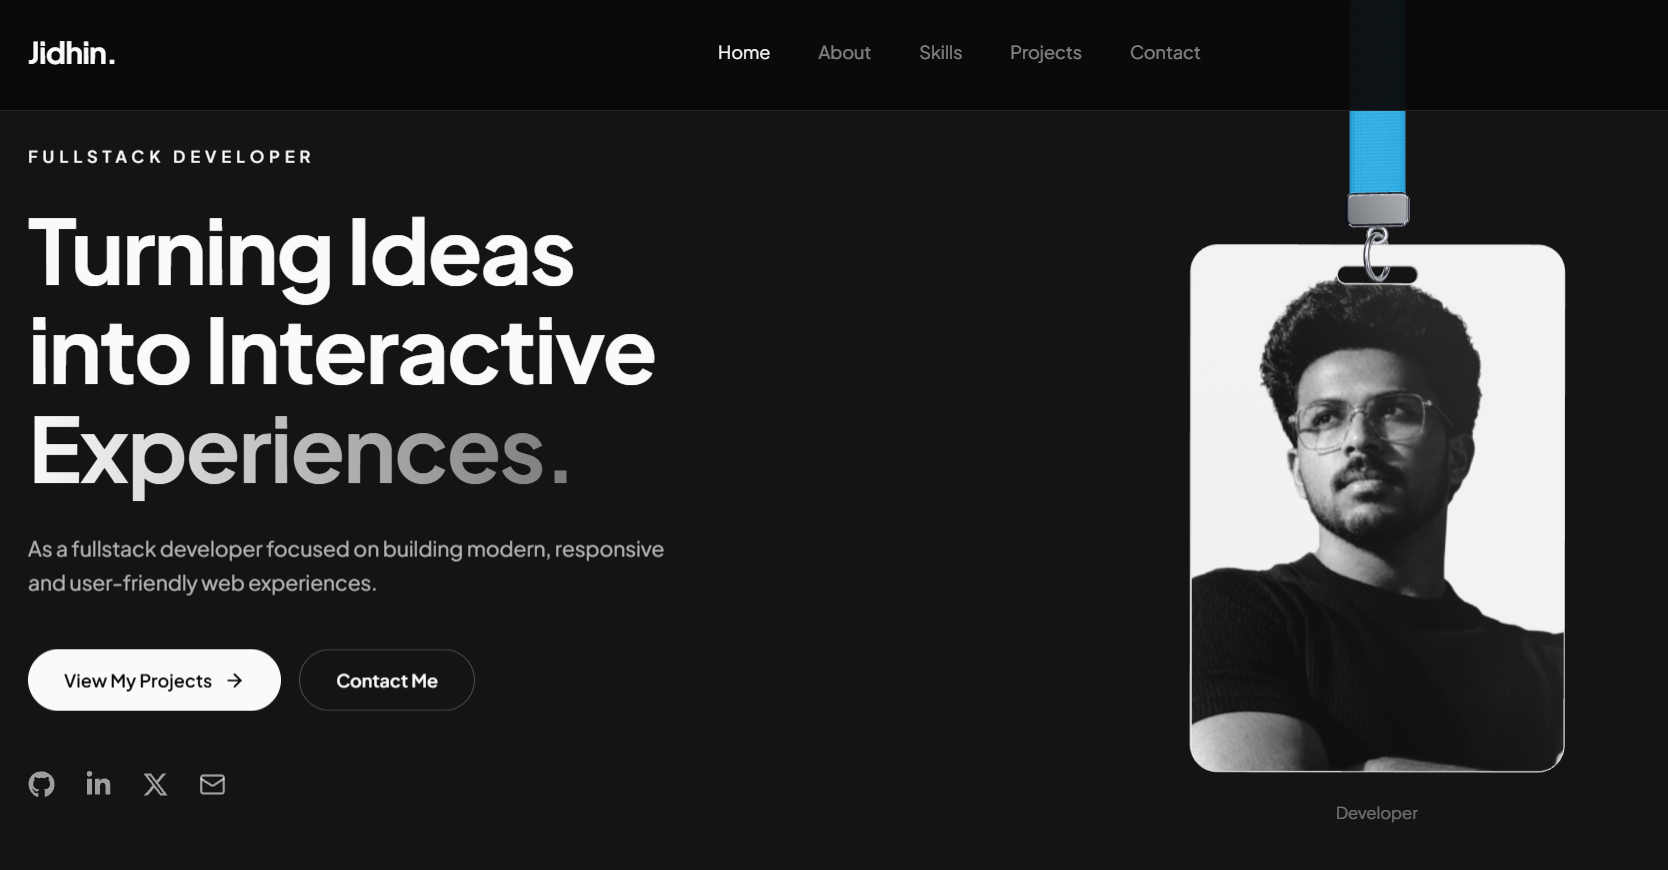 Jidhin.
Home About Skills Projects Contact
FULLSTACK DEVELOPER
Turning Ideas
into Interactive
Experiences.
As a fullstack developer focused on building modern, responsive
and user-friendly web experiences.
View My Projects →
Contact Me
Developer